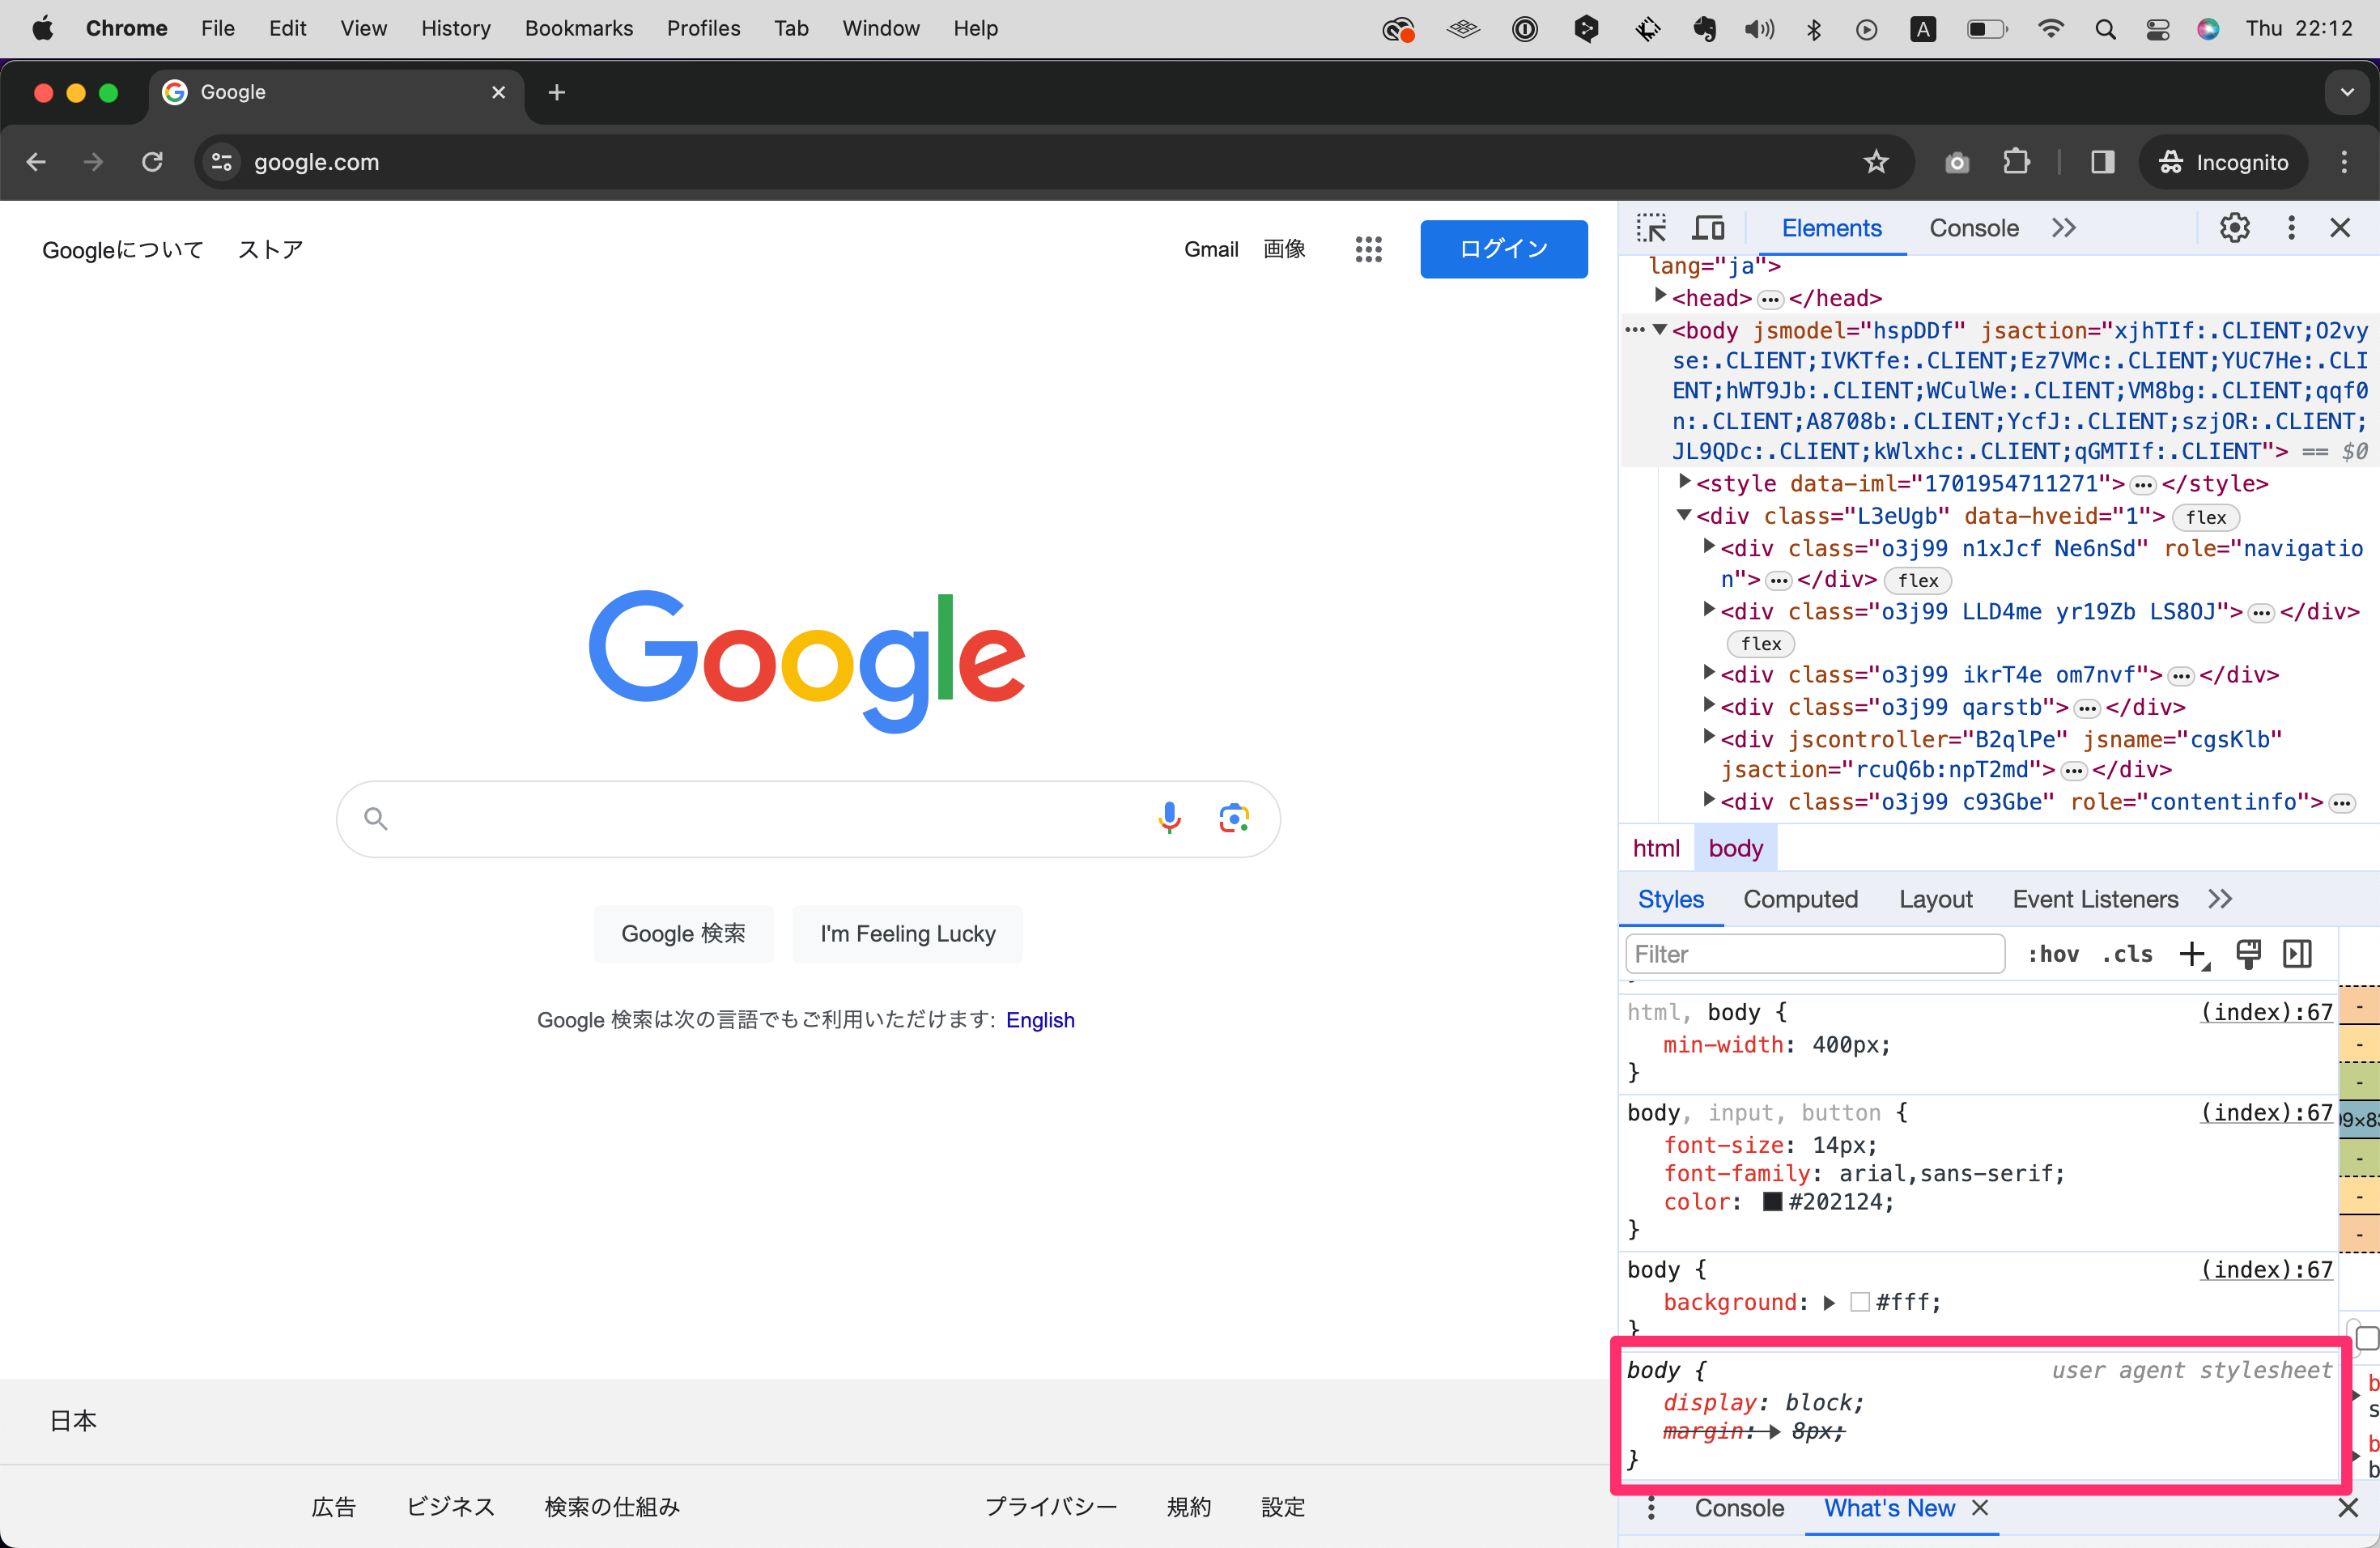 Chrome File Edit View History Bookmarks Profiles Tab Window Help A Thu 22:12
Google
google.com Incognito
Googleについて ストア Gmail 画像 ログイン
Google
Google 検索 I'm Feeling Lucky
Google 検索は次の言語でもご利用いただけます: English
日本
広告 ビジネス 検索の仕組み プライバシー 規約 設定
Elements Console
lang="ja">
<head>…</head>
<body jsmodel="hspDDf" jsaction="xjhTIf:.CLIENT;O2vy
se:.CLIENT;IVKTfe:.CLIENT;Ez7VMc:.CLIENT;YUC7He:.CLI
ENT;hWT9Jb:.CLIENT;WCulWe:.CLIENT;VM8bg:.CLIENT;qqf0
n:.CLIENT;A8708b:.CLIENT;YcfJ:.CLIENT;szjOR:.CLIENT;
JL9QDc:.CLIENT;kWlxhc:.CLIENT;qGMTIf:.CLIENT"> == $0
<style data-iml="1701954711271">…</style>
<div class="L3eUgb" data-hveid="1"> flex
<div class="o3j99 n1xJcf Ne6nSd" role="navigatio
n">…</div> flex
<div class="o3j99 LLD4me yr19Zb LS8OJ">…</div>
flex
<div class="o3j99 ikrT4e om7nvf">…</div>
<div class="o3j99 qarstb">…</div>
<div jscontroller="B2qlPe" jsname="cgsKlb"
jsaction="rcuQ6b:npT2md">…</div>
<div class="o3j99 c93Gbe" role="contentinfo">…
html body
Styles Computed Layout Event Listeners
Filter :hov .cls
html, body { (index):67
min-width: 400px;
}
body, input, button { (index):67
font-size: 14px;
font-family: arial,sans-serif;
color: #202124;
}
body { (index):67
background: #fff;
}
body { user agent stylesheet
display: block;
margin: 8px;
}
Console What's New